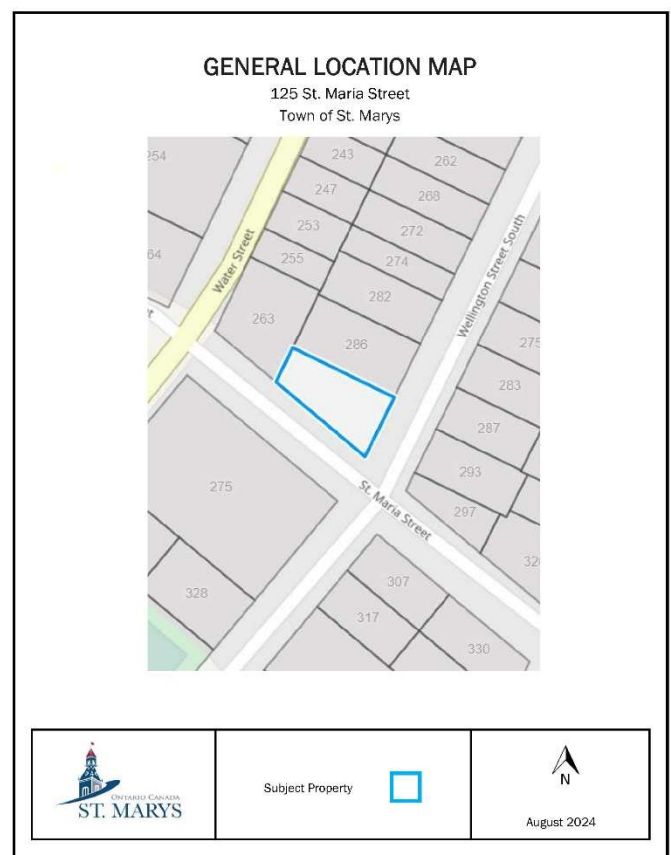 GENERAL LOCATION MAP
125 St. Maria Street
Town of St. Marys
254
243
262
247
268
253
272
Water Street
Wellington Street South
64
255
274
282
263
286
275
283
287
275
293
St. Maria Street
297
328
307
317
330
ONTARIO CANADA
ST. MARYS
Subject Property
N
August 2024